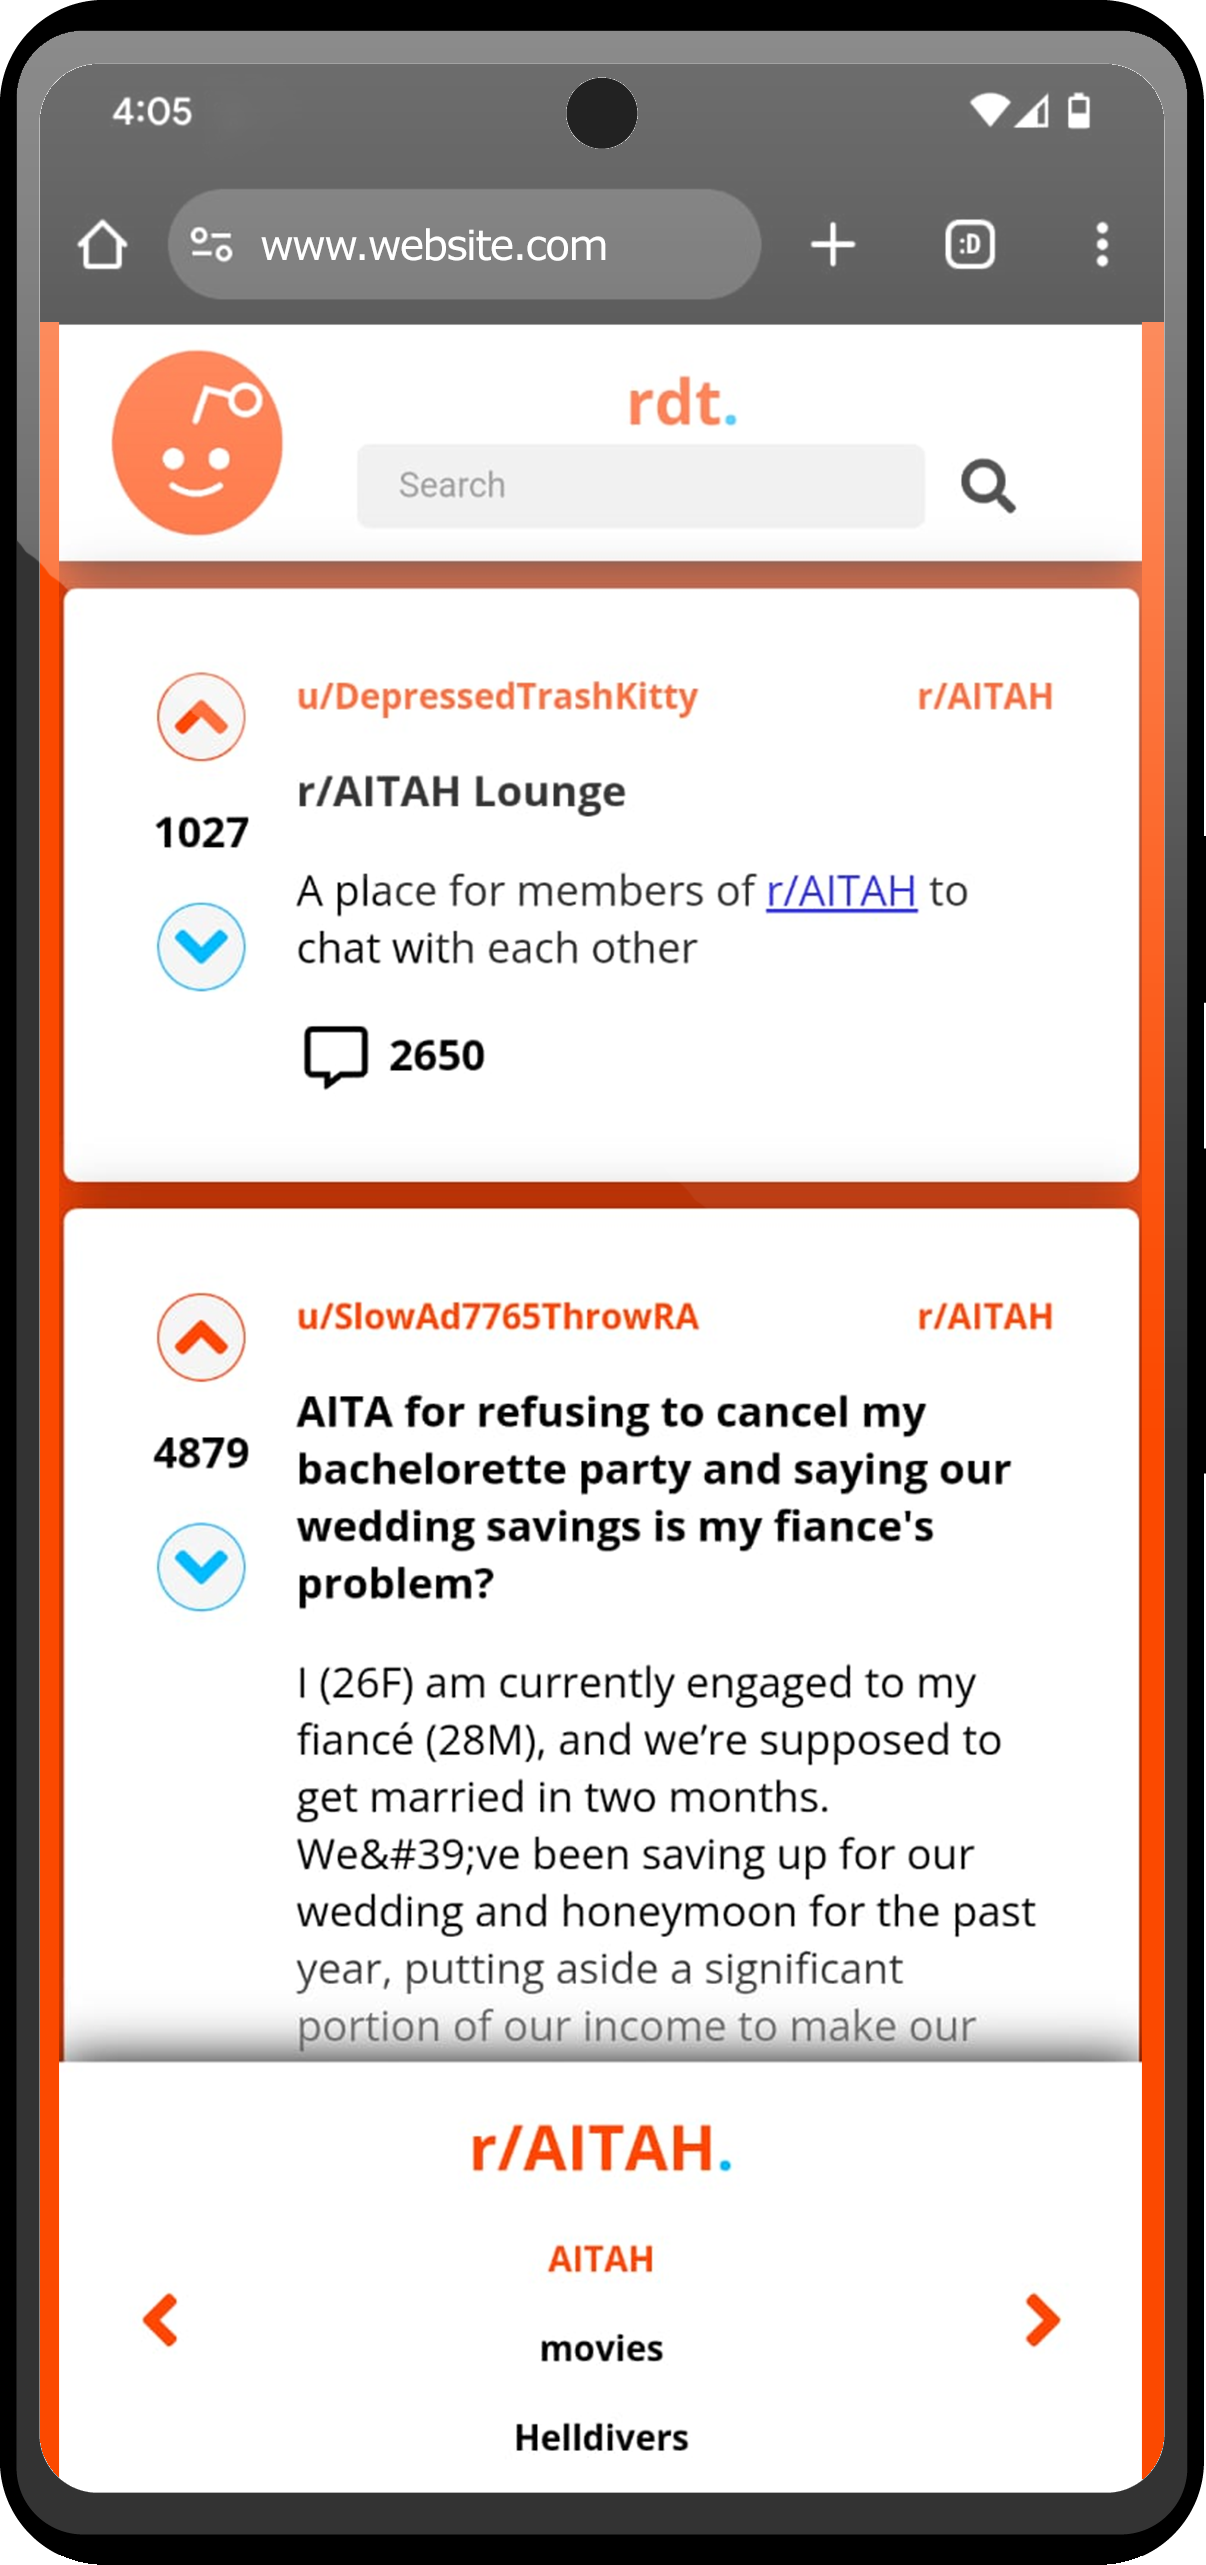 4:05
www.website.com
:D
rdt.
Search
u/DepressedTrashKitty r/AITAH
r/AITAH Lounge
1027
A place for members of r/AITAH to
chat with each other
2650
u/SlowAd7765ThrowRA r/AITAH
AITA for refusing to cancel my
4879
bachelorette party and saying our
wedding savings is my fiance's
problem?
I (26F) am currently engaged to my
fiancé (28M), and we’re supposed to
get married in two months.
We&#39;ve been saving up for our
wedding and honeymoon for the past
year, putting aside a significant
portion of our income to make our
r/AITAH.
AITAH
movies
Helldivers